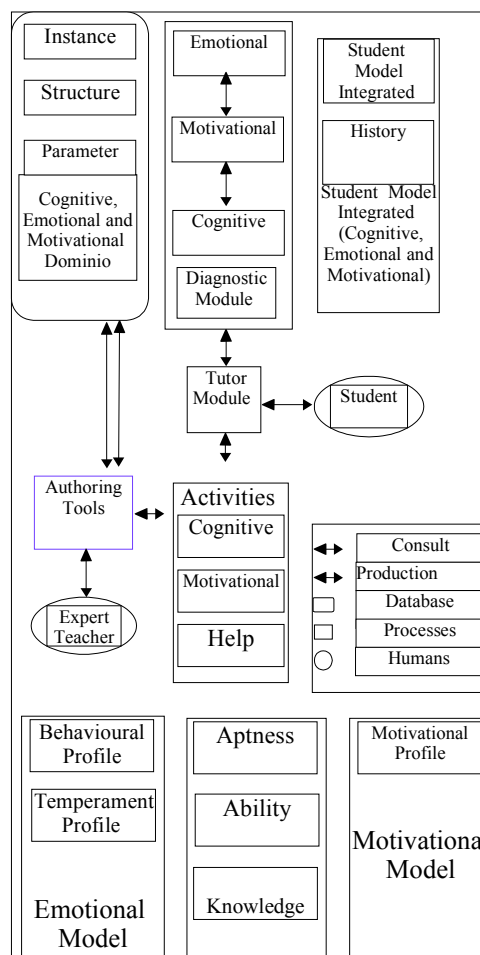 Instance
Structure
Parameter
Cognitive,
Emotional and
Motivational
Dominio
Emotional
Motivational
Cognitive
Diagnostic
Module
Student
Model
Integrated
History
Student Model
Integrated
(Cognitive,
Emotional and
Motivational)
Tutor
Module
Student
Authoring
Tools
Expert
Teacher
Activities
Cognitive
Motivational
Help
Consult
Production
Database
Processes
Humans
Behavioural
Profile
Temperament
Profile
Emotional
Model
Aptness
Ability
Knowledge
Motivational
Profile
Motivationa
Model